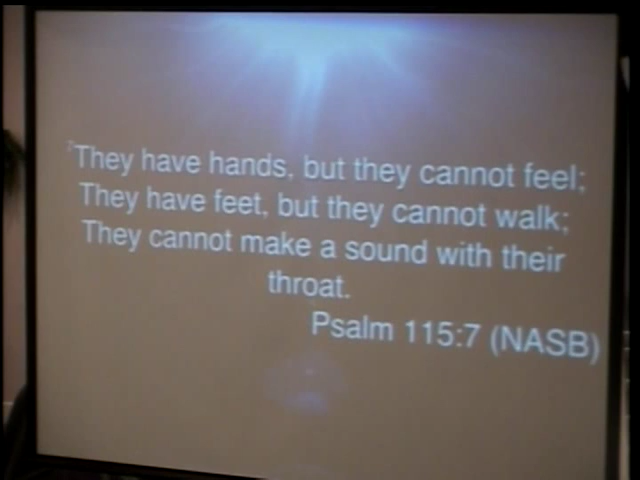 7They have hands, but they cannot feel;
They have feet, but they cannot walk;
They cannot make a sound with their
throat.
Psalm 115:7 (NASB)